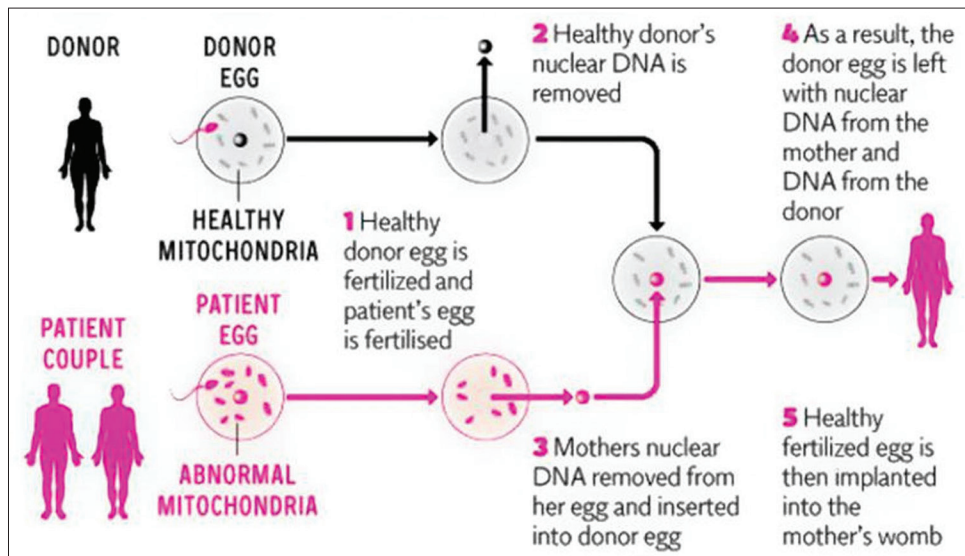 DONOR
DONOR
EGG
HEALTHY
MITOCHONDRIA
PATIENT
COUPLE
PATIENT
EGG
ABNORMAL
MITOCHONDRIA
1 Healthy
donor egg is
fertilized and
patient's egg
is fertilised
2 Healthy donor's
nuclear DNA is
removed
3 Mothers nuclear
DNA removed from
her egg and inserted
into donor egg
4 As a result, the
donor egg is left
with nuclear
DNA from the
mother and
DNA from the
donor
5 Healthy
fertilized egg is
then implanted
into the
mother's womb